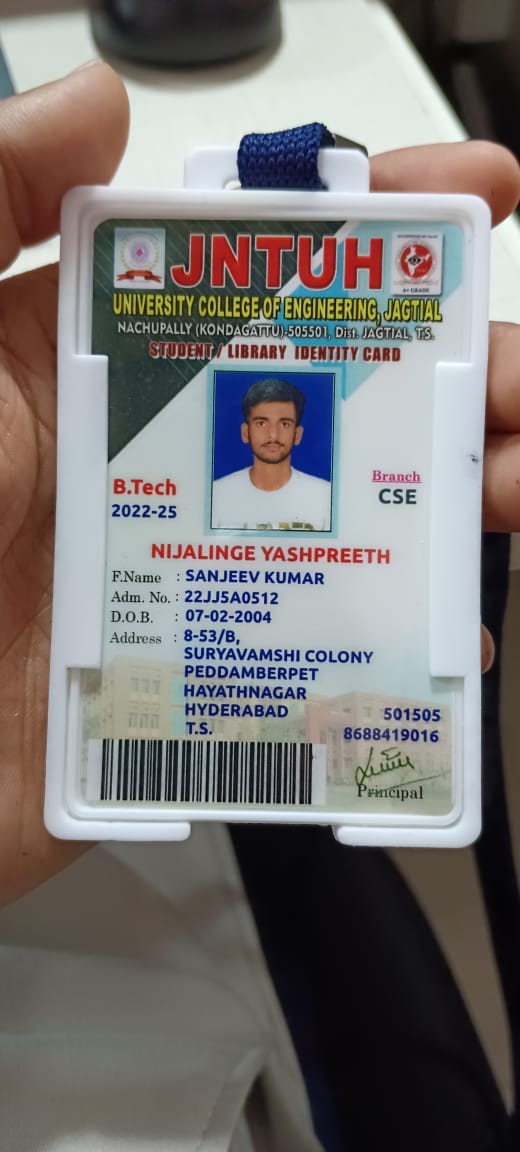 JNTUH
A+ GRADE
UNIVERSITY COLLEGE OF ENGINEERING, JAGTIAL
NACHUPALLY (KONDAGATTU)-505501, Dist. JAGTIAL, T.S.
STUDENT / LIBRARY IDENTITY CARD
B.Tech
2022-25
Branch
CSE
NIJALINGE YASHPREETH
F.Name : SANJEEV KUMAR
Adm. No. : 22JJ5A0512
D.O.B. : 07-02-2004
Address : 8-53/B,
SURYAVAMSHI COLONY
PEDDAMBERPET
HAYATHNAGAR
HYDERABAD 501505
T.S. 8688419016
Principal